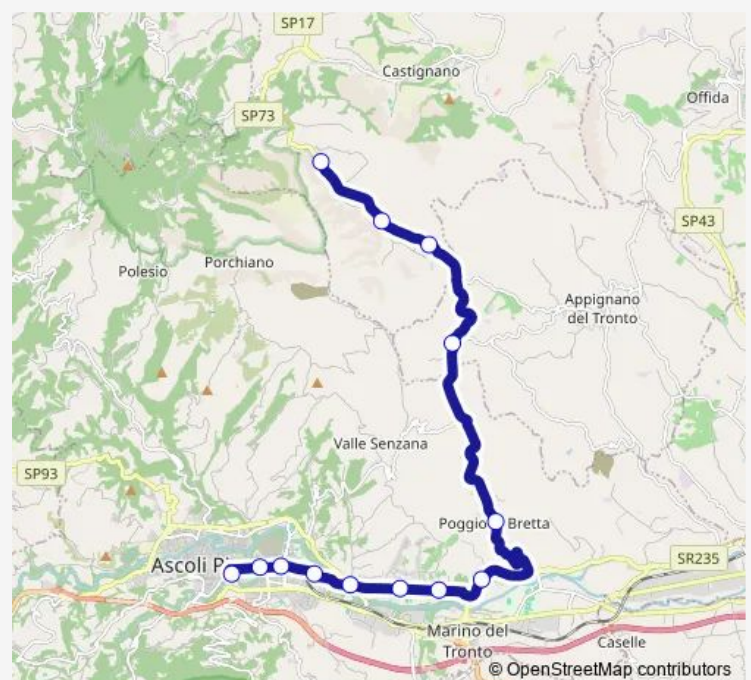 SP17
Castignano
Offida
SP73
SP43
Porchiano
Polesio
Appignano
del Tronto
Valle Senzana
SP93
Poggio Bretta
SR235
Ascoli
Marino del
Tronto
Caselle
© OpenStreetMap contributors